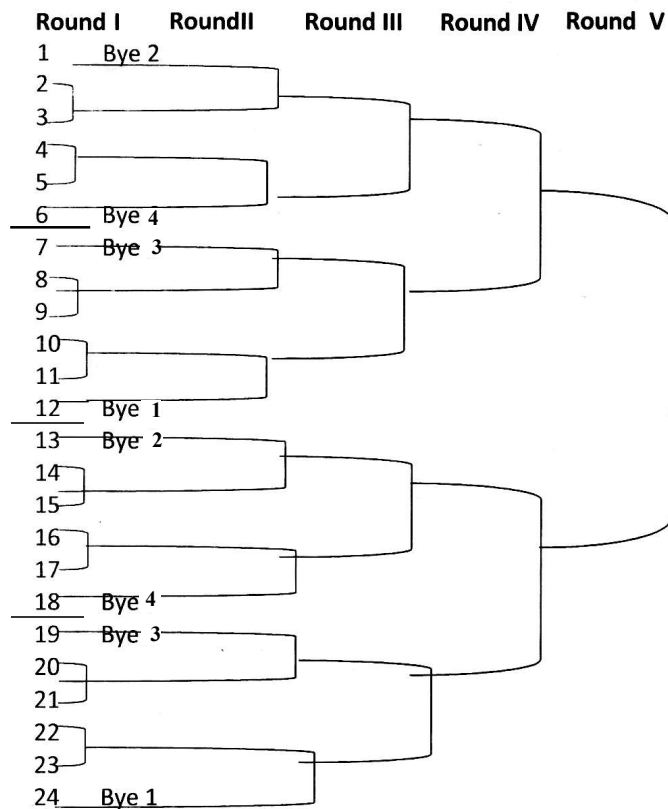 Round I RoundII Round III Round IV Round V
1 Bye 2
2
3
4
5
6 Bye 4
7 Bye 3
8
9
10
11
12 Bye 1
13 Bye 2
14
15
16
17
18 Bye 4
19 Bye 3
20
21
22
23
24 Bye 1